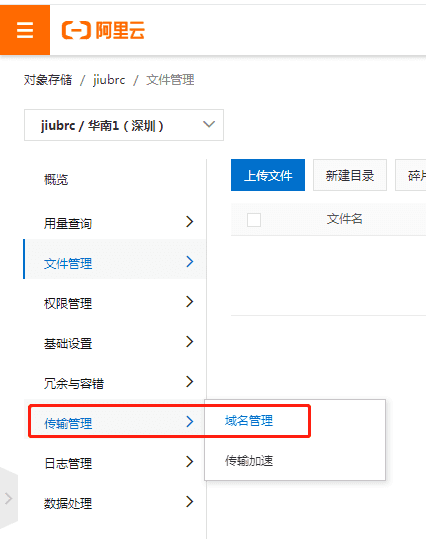 阿里云
对象存储 / jiubrc / 文件管理
jiubrc / 华南1（深圳）
概览
上传文件 新建目录 碎片
用量查询
文件名
文件管理
权限管理
基础设置
冗余与容错
传输管理
域名管理
传输加速
日志管理
数据处理